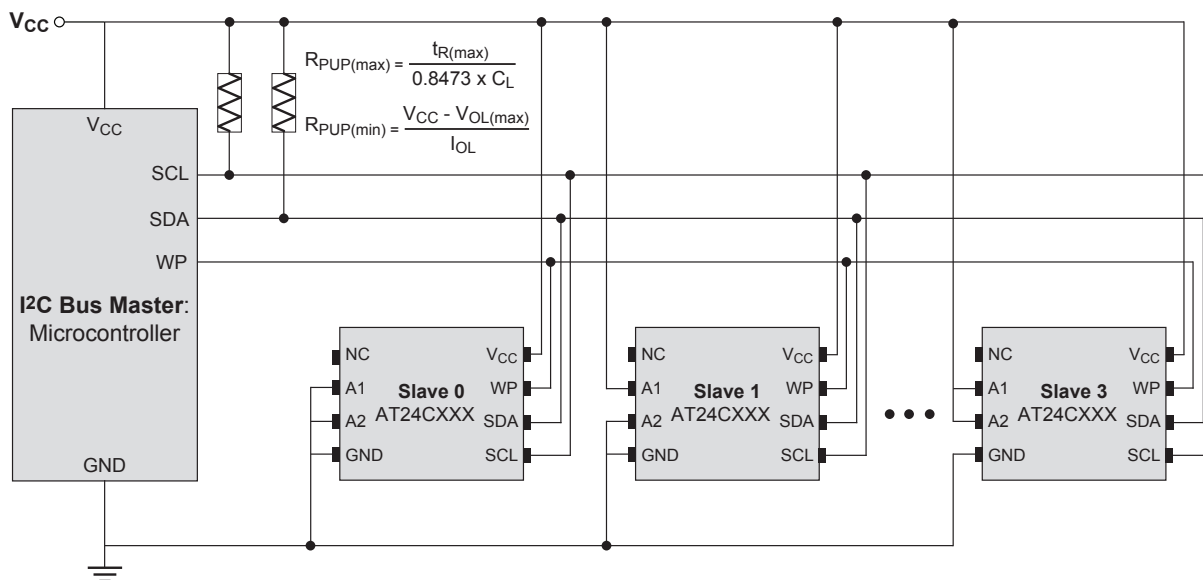 VCC
RPUP(max) = tR(max)
0.8473 x CL
RPUP(min) = VCC - VOL(max)
IOL
VCC
SCL
SDA
WP
I2C Bus Master:
Microcontroller
GND
NC
A1
A2
GND
Slave 0
AT24CXXX
VCC
WP
SDA
SCL
NC
A1
A2
GND
Slave 1
AT24CXXX
VCC
WP
SDA
SCL
NC
A1
A2
GND
Slave 3
AT24CXXX
VCC
WP
SDA
SCL